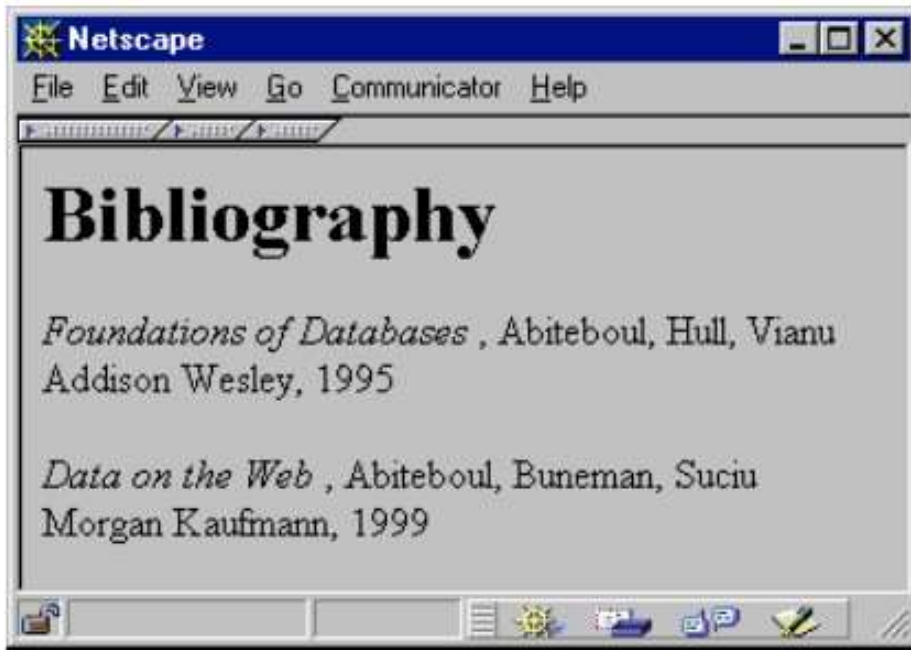 Netscape
File Edit View Go Communicator Help
Bibliography
Foundations of Databases , Abiteboul, Hull, Vianu
Addison Wesley, 1995
Data on the Web , Abiteboul, Buneman, Suciu
Morgan Kaufmann, 1999